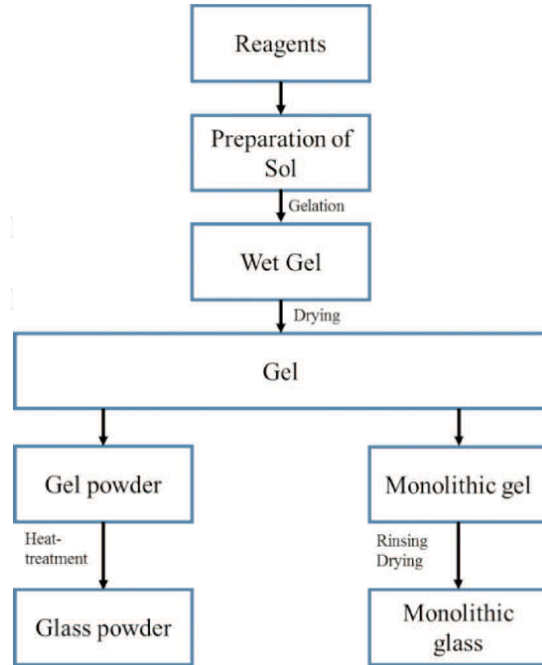 Reagents
Preparation of
Sol
Gelation
Wet Gel
Drying
Gel
Gel powder
Monolithic gel
Heat-
treatment
Rinsing
Drying
Glass powder
Monolithic
glass